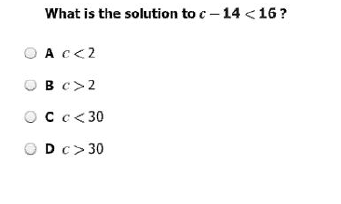 What is the solution to c – 14 < 16 ?
A c < 2
B c > 2
C c < 30
D c > 30